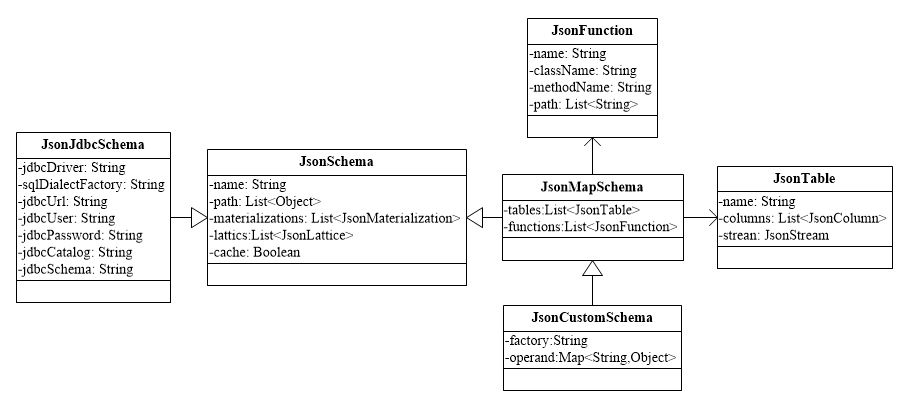 JsonFunction
-name: String
-className: String
-methodName: String
-path: List<String>
JsonJdbcSchema
-jdbcDriver: String
-sqlDialectFactory: String
-jdbcUrl: String
-jdbcUser: String
-jdbcPassword: String
-jdbcCatalog: String
-jdbcSchema: String
JsonSchema
-name: String
-path: List<Object>
-materializations: List<JsonMaterialization>
-lattics:List<JsonLattice>
-cache: Boolean
JsonMapSchema
-tables:List<JsonTable>
-functions:List<JsonFunction>
JsonTable
-name: String
-columns: List<JsonColumn>
-strean: JsonStream
JsonCustomSchema
-factory:String
-operand:Map<String,Object>